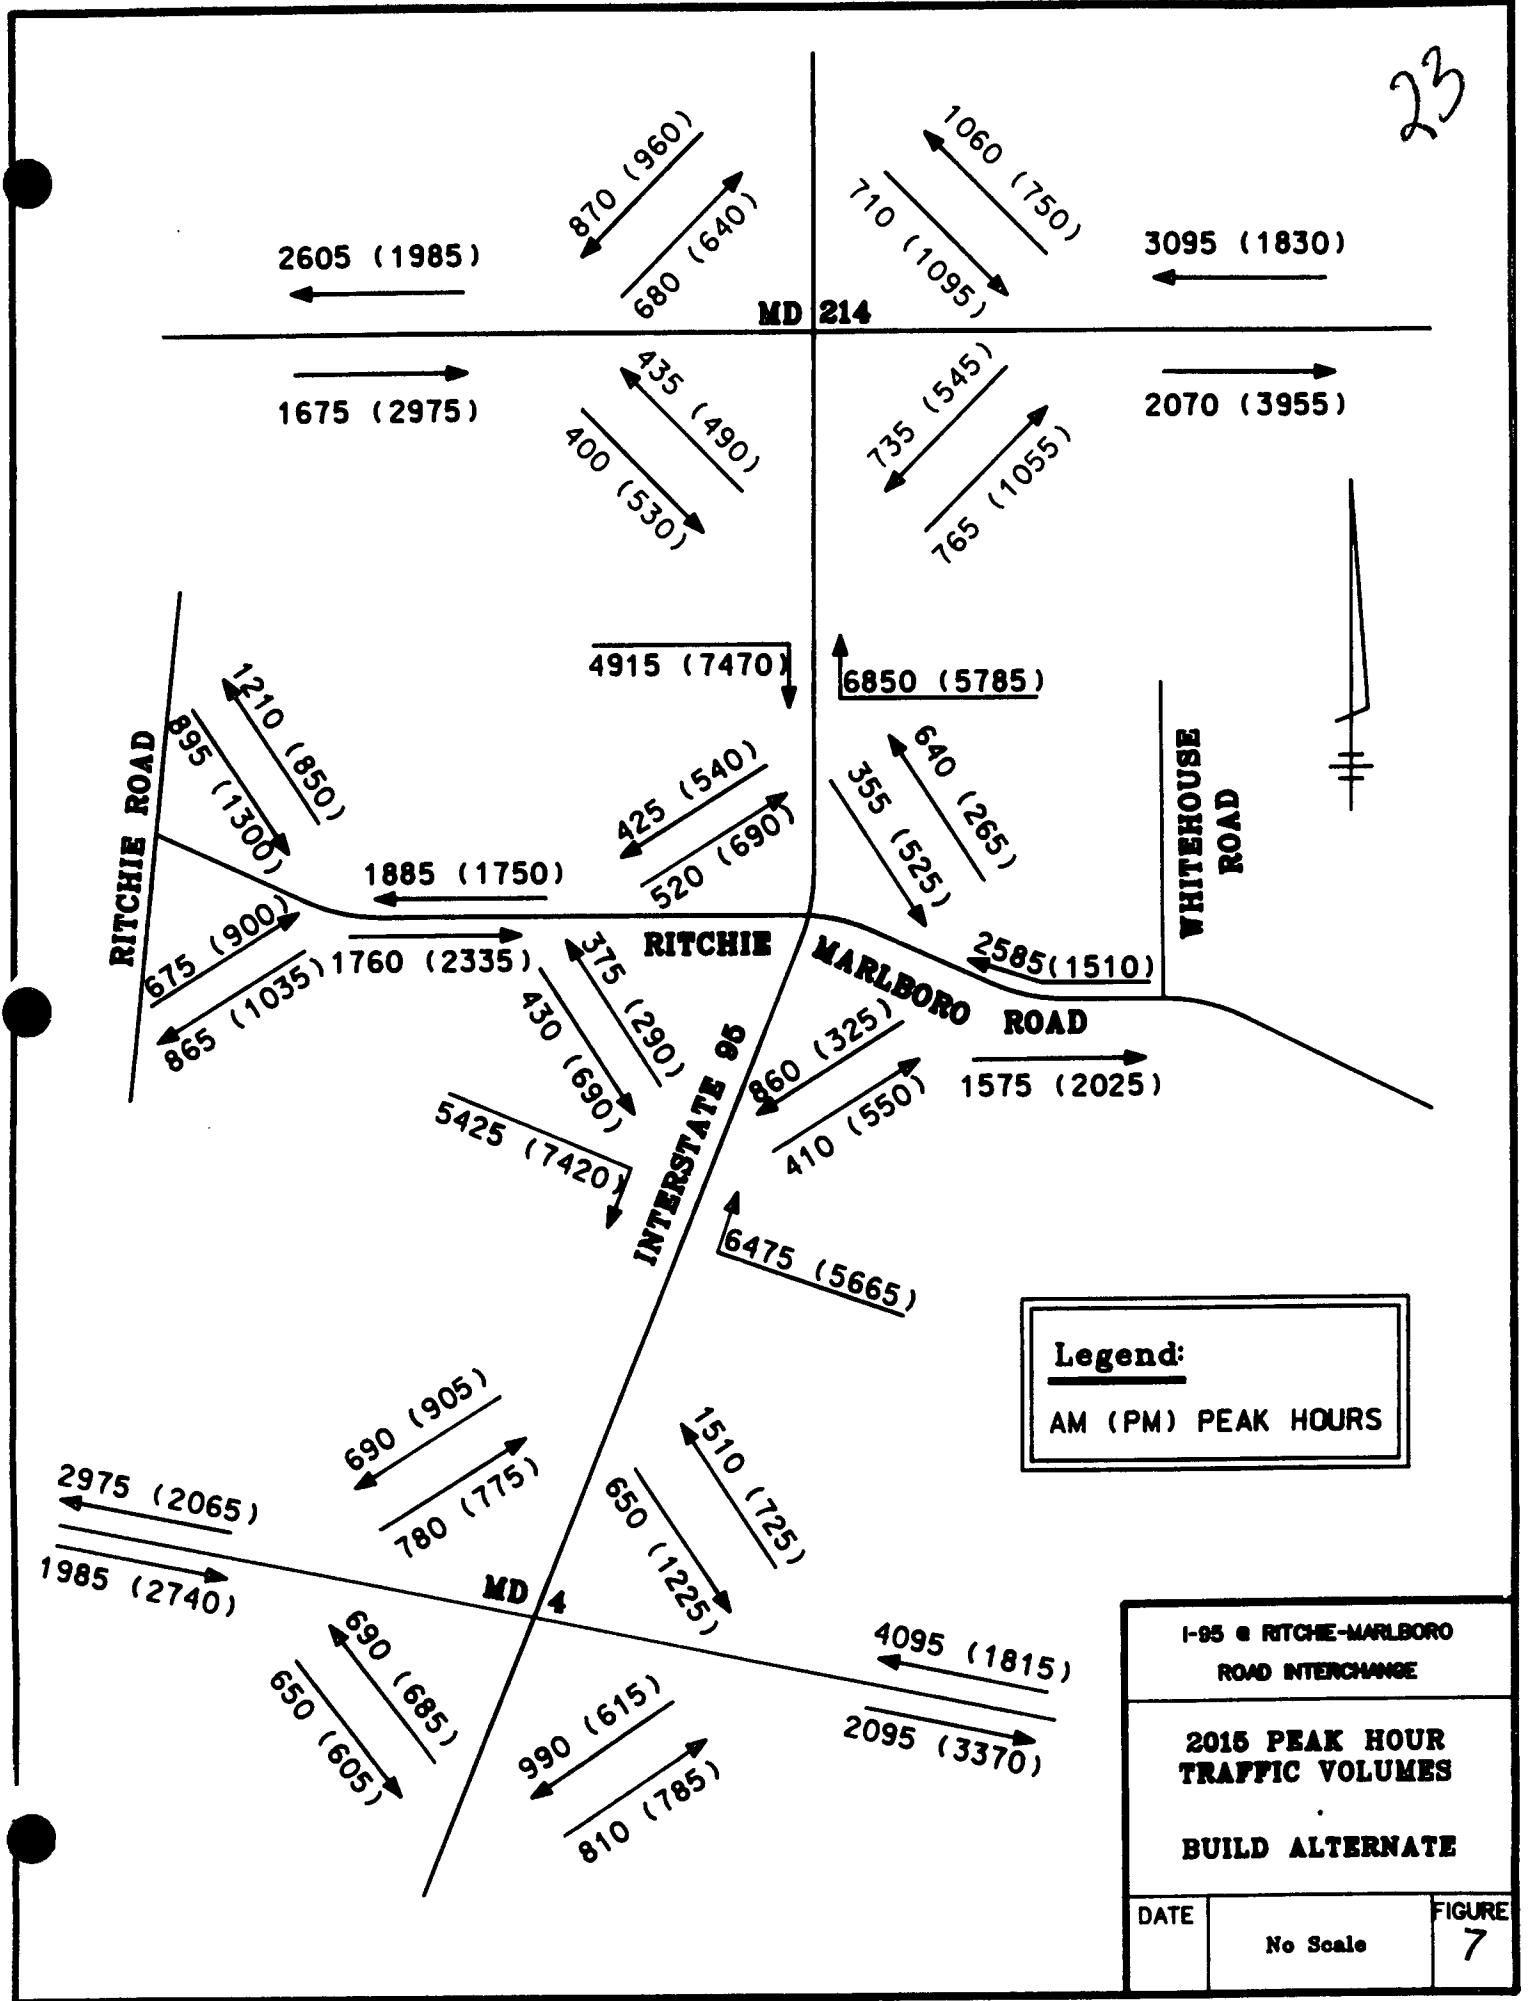 23
870 (960)
680 (640)
1060 (750)
710 (1095)
2605 (1985)
3095 (1830)
MD 214
1675 (2975)
2070 (3955)
435 (490)
400 (530)
735 (545)
765 (1055)
4915 (7470)
6850 (5785)
RITCHIE ROAD
1210 (850)
895 (1300)
425 (540)
520 (690)
640 (265)
355 (525)
WHITEHOUSE
ROAD
1885 (1750)
675 (900)
865 (1035)
1760 (2335)
RITCHIE MARLBORO ROAD
2585(1510)
375 (290)
430 (690)
INTERSTATE 95
860 (325)
410 (550)
1575 (2025)
5425 (7420)
6475 (5665)
Legend:
AM (PM) PEAK HOURS
690 (905)
780 (775)
1510 (725)
650 (1225)
2975 (2065)
1985 (2740)
MD 4
690 (685)
650 (605)
990 (615)
810 (785)
4095 (1815)
2095 (3370)
I-95 @ RITCHIE-MARLBORO
ROAD INTERCHANGE
2015 PEAK HOUR
TRAFFIC VOLUMES
BUILD ALTERNATE
DATE
No Scale
FIGURE
7